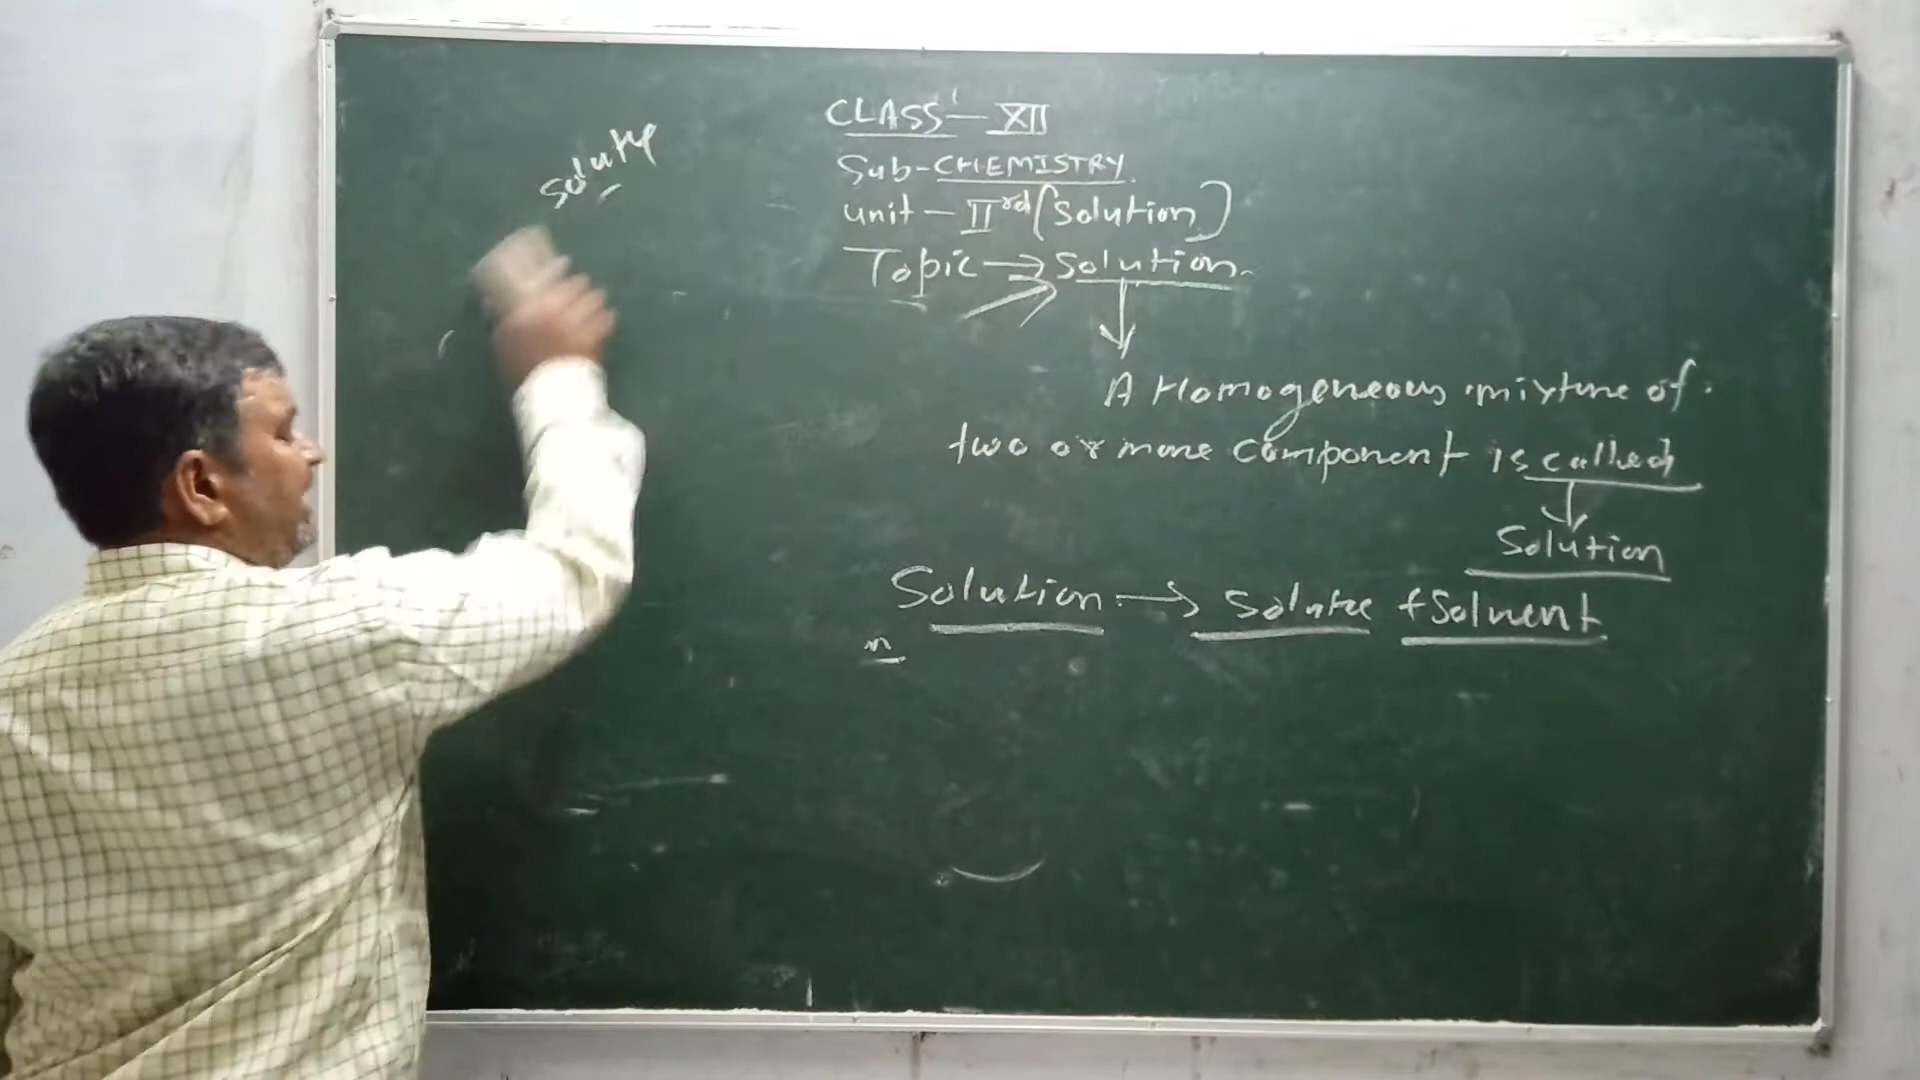 CLASS — XII
Sub-CHEMISTRY
unit — II rd (Solution)
Topic → Solution.
A Homogeneous mixture of
two or more component is called
Solution
Solution → Solute + Solvent
n
Solute